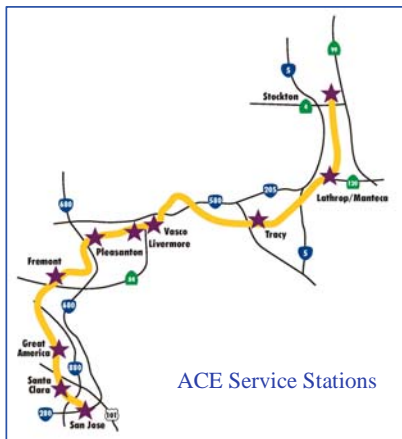 99
5
Stockton
4
205
120
Lathrop/Manteca
580
680
Vasco
Livermore
Tracy
Pleasanton
5
Fremont
84
680
Great
America
880
Santa
Clara
ACE Service Stations
280
San Jose
101